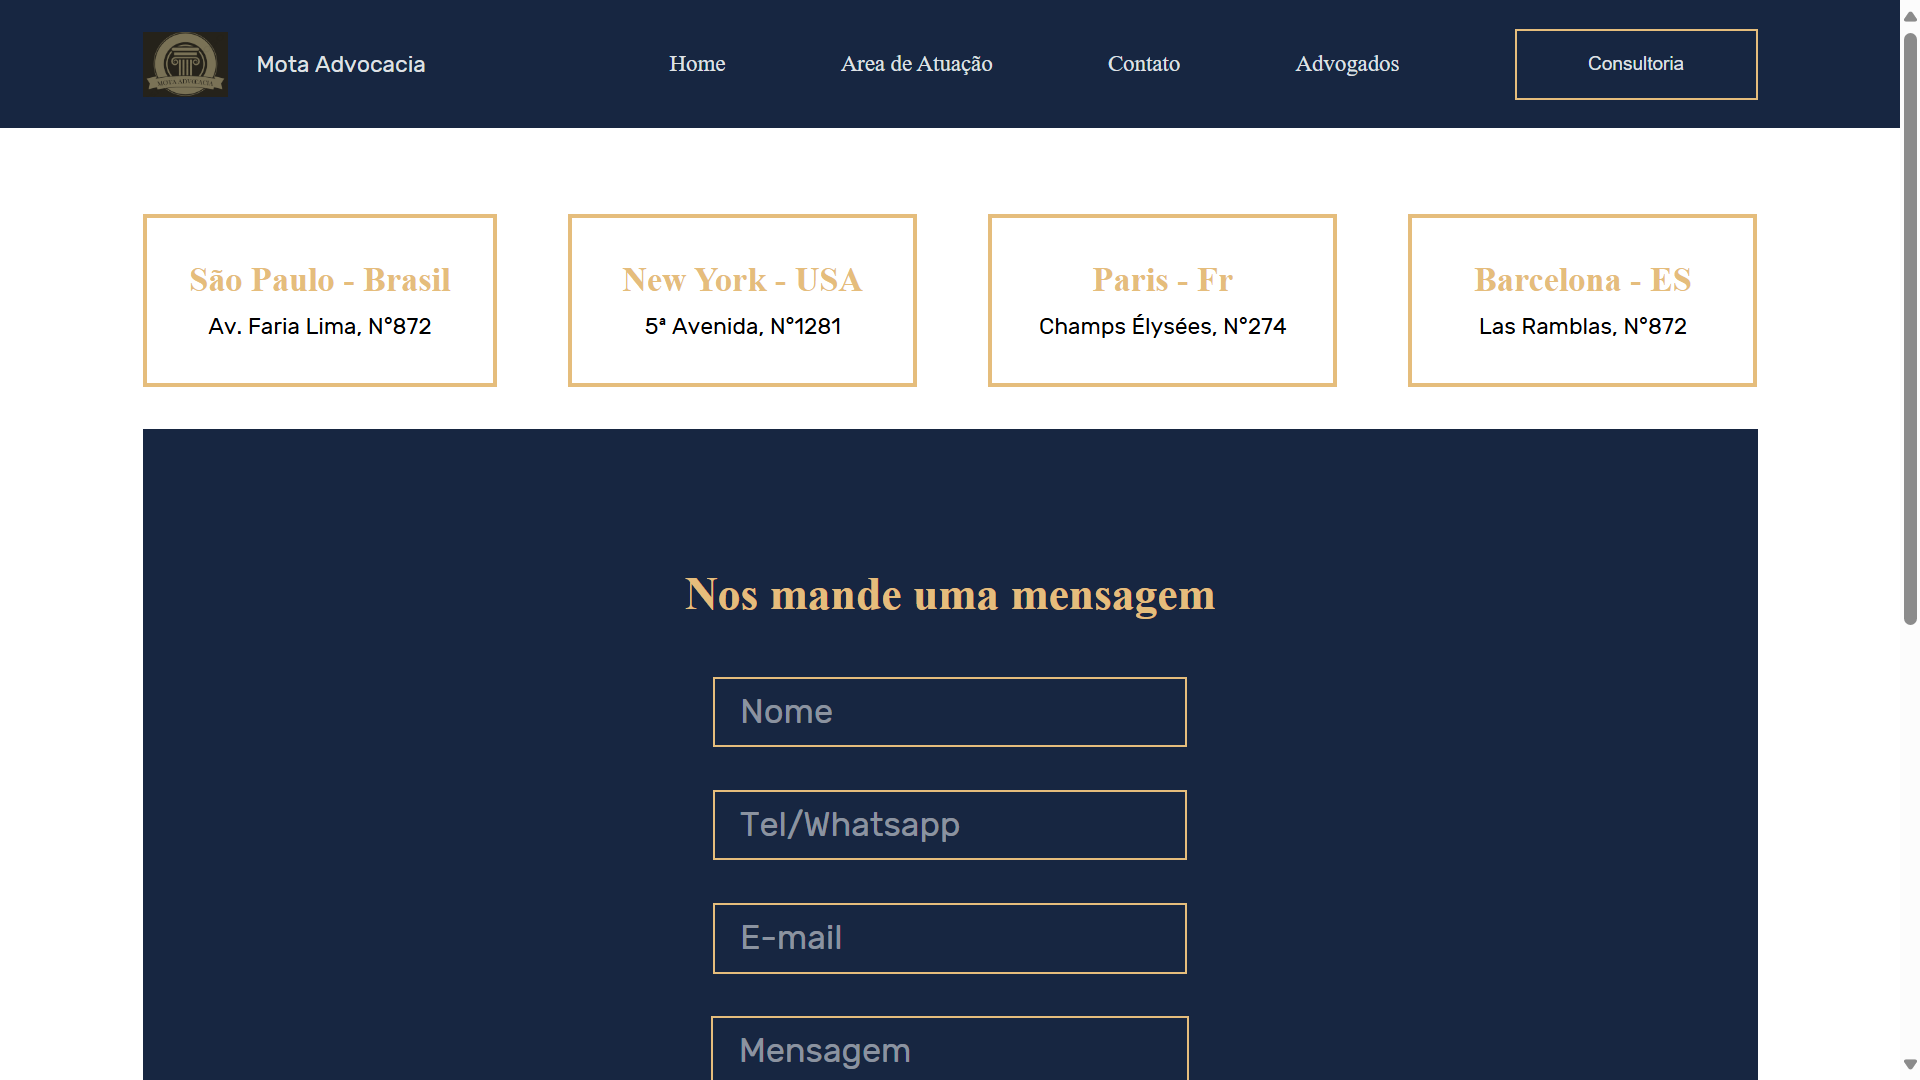 MOTA ADVOCACIA
Mota Advocacia
Home
Area de Atuação
Contato
Advogados
Consultoria
São Paulo - Brasil
Av. Faria Lima, N°872
New York - USA
5ª Avenida, N°1281
Paris - Fr
Champs Élysées, N°274
Barcelona - ES
Las Ramblas, N°872
Nos mande uma mensagem
Nome
Tel/Whatsapp
E-mail
Mensagem